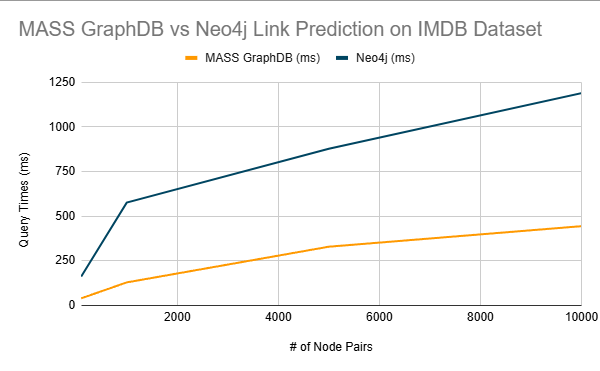 MASS GraphDB vs Neo4j Link Prediction on IMDB Dataset
MASS GraphDB (ms) Neo4j (ms)
1250
1000
750
500
250
0
Query Times (ms)
2000 4000 6000 8000 10000
# of Node Pairs